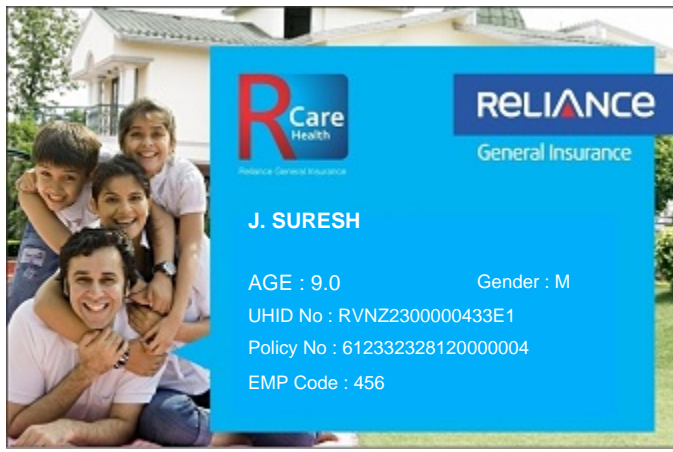 R Care
Health
Reliance General Insurance
RELIANCE
General Insurance
J. SURESH
AGE : 9.0 Gender : M
UHID No : RVNZ2300000433E1
Policy No : 612332328120000004
EMP Code : 456